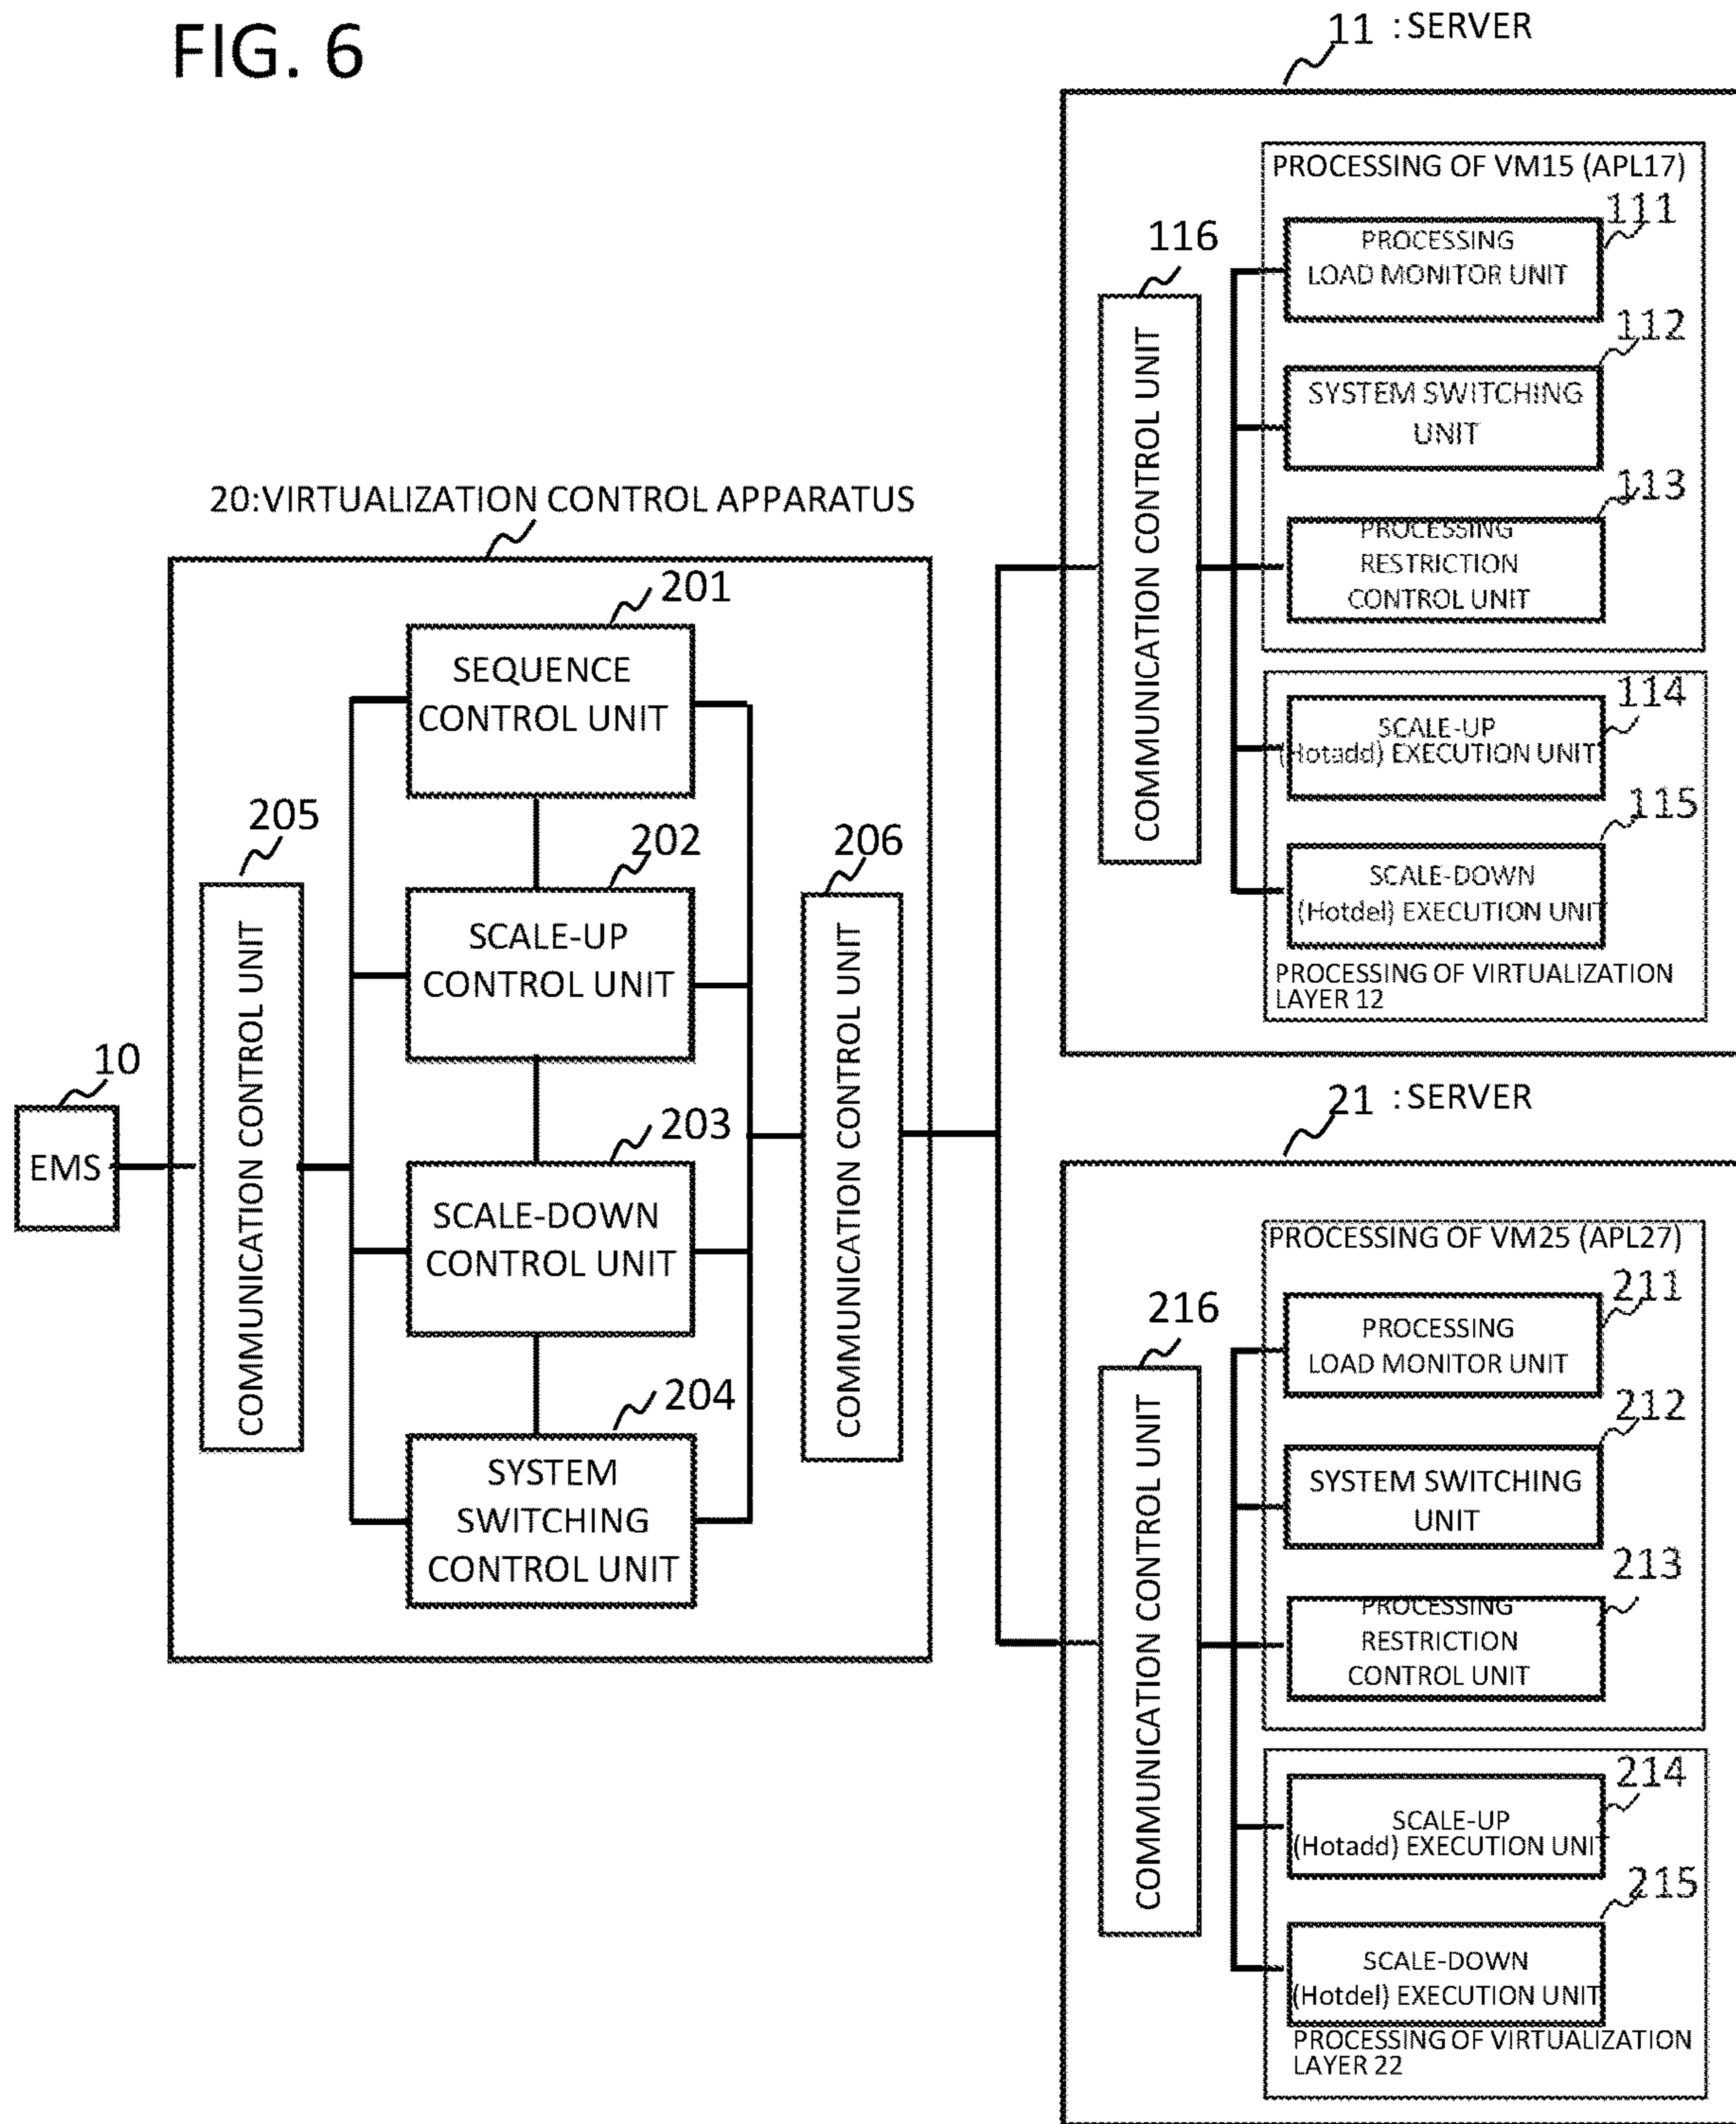 FIG. 6
11 : SERVER
PROCESSING OF VM15 (APL17)
111
PROCESSING
LOAD MONITOR UNIT
112
SYSTEM SWITCHING
UNIT
113
PROCESSING
RESTRICTION
CONTROL UNIT
116
COMMUNICATION CONTROL UNIT
114
SCALE-UP
(Hotadd) EXECUTION UNIT
115
SCALE-DOWN
(Hotdel) EXECUTION UNIT
PROCESSING OF VIRTUALIZATION
LAYER 12
20:VIRTUALIZATION CONTROL APPARATUS
201
SEQUENCE
CONTROL UNIT
202
SCALE-UP
CONTROL UNIT
203
SCALE-DOWN
CONTROL UNIT
204
SYSTEM
SWITCHING
CONTROL UNIT
205
COMMUNICATION CONTROL UNIT
206
COMMUNICATION CONTROL UNIT
10
EMS
21 : SERVER
PROCESSING OF VM25 (APL27)
211
PROCESSING
LOAD MONITOR UNIT
212
SYSTEM SWITCHING
UNIT
213
PROCESSING
RESTRICTION
CONTROL UNIT
216
COMMUNICATION CONTROL UNIT
214
SCALE-UP
(Hotadd) EXECUTION UNIT
215
SCALE-DOWN
(Hotdel) EXECUTION UNIT
PROCESSING OF VIRTUALIZATION
LAYER 22